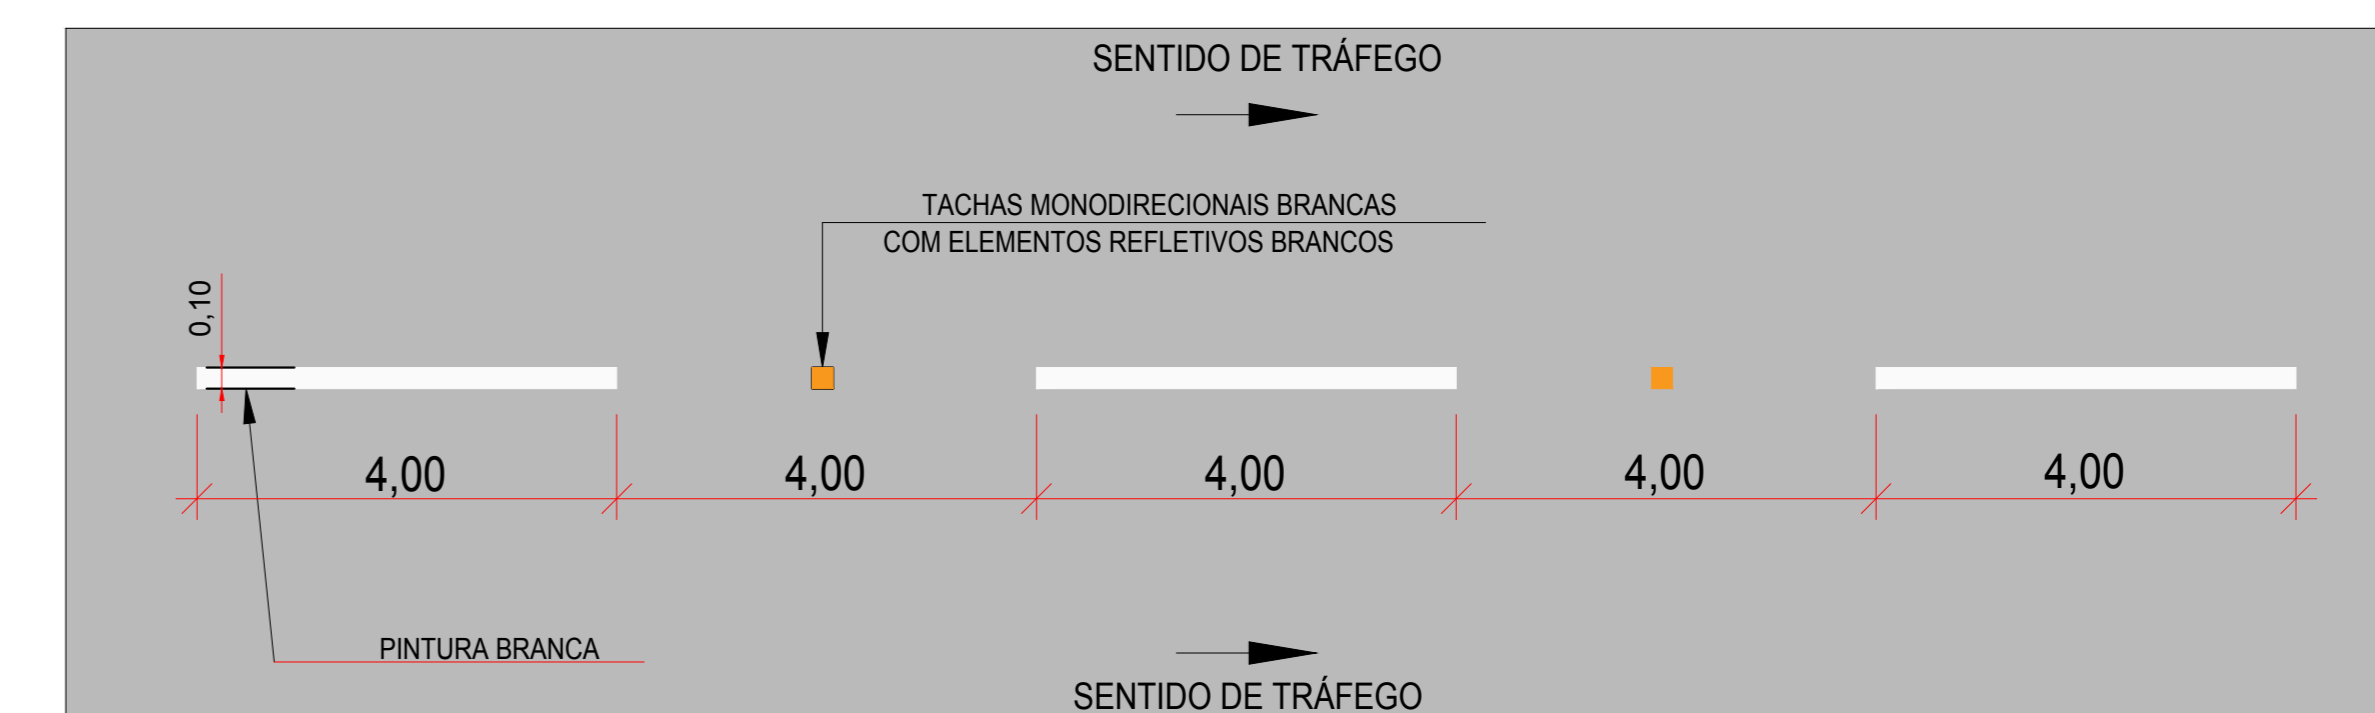 SENTIDO DE TRÁFEGO
TACHAS MONODIRECIONAIS BRANCAS
COM ELEMENTOS REFLETIVOS BRANCOS
0,10
4,00
4,00
4,00
4,00
4,00
PINTURA BRANCA
SENTIDO DE TRÁFEGO